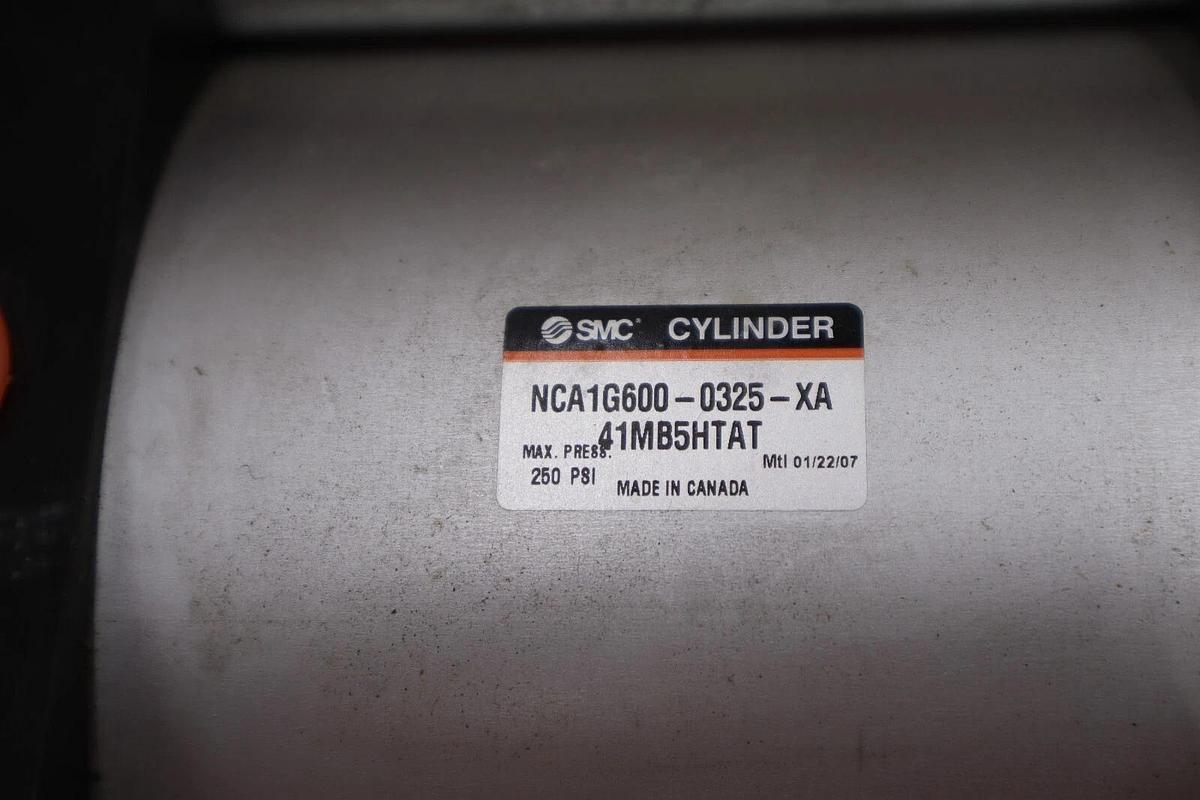 SMC® CYLINDER
NCA1G600-0325-XA
41MB5HTAT
MAX. PRESS.
Mtl 01/22/07
250 PSI
MADE IN CANADA